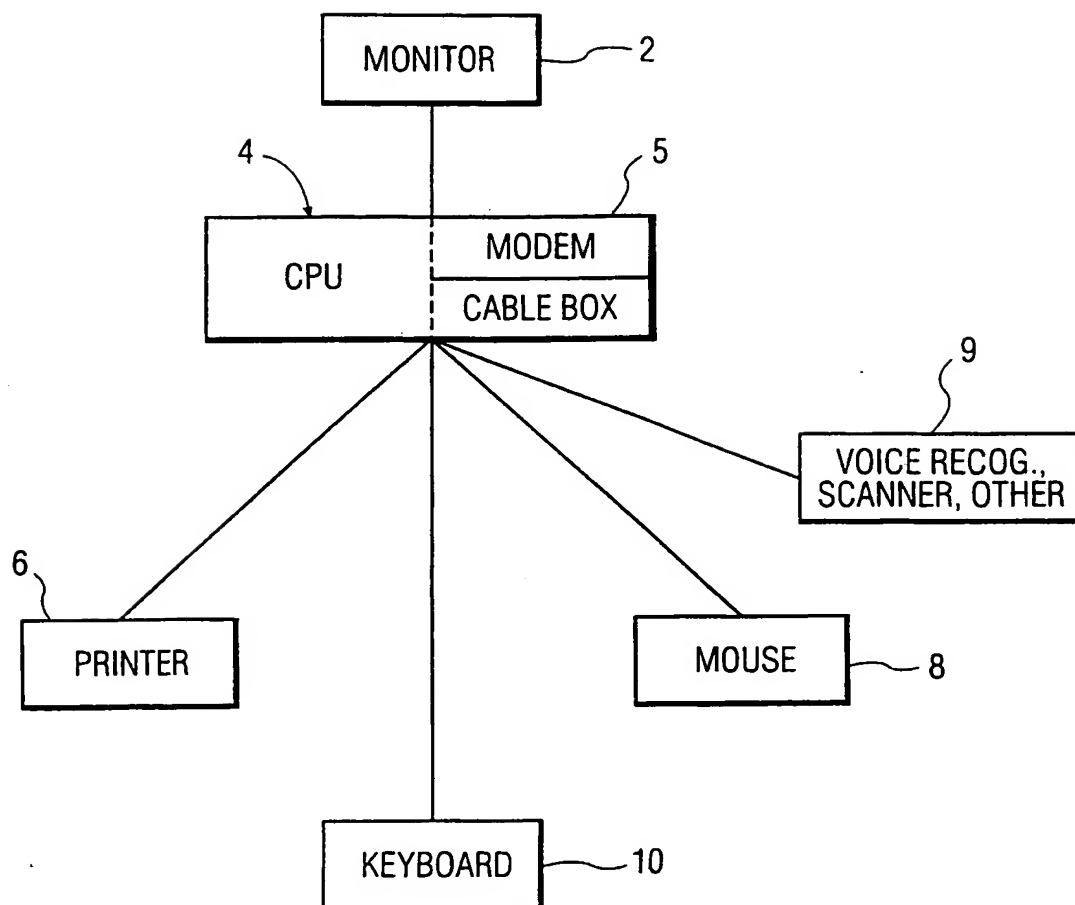 MONITOR
2
4
5
CPU
MODEM
CABLE BOX
9
VOICE RECOG.,
SCANNER, OTHER
6
PRINTER
MOUSE
8
KEYBOARD
10